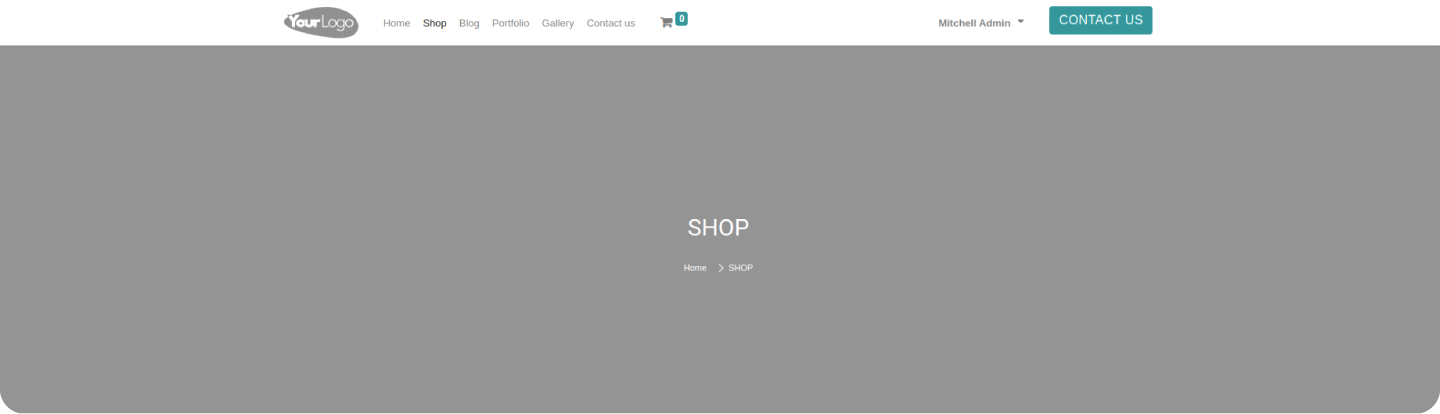 YourLogo Home Shop Blog Portfolio Gallery Contact us 0 Mitchell Admin CONTACT US
SHOP
Home SHOP